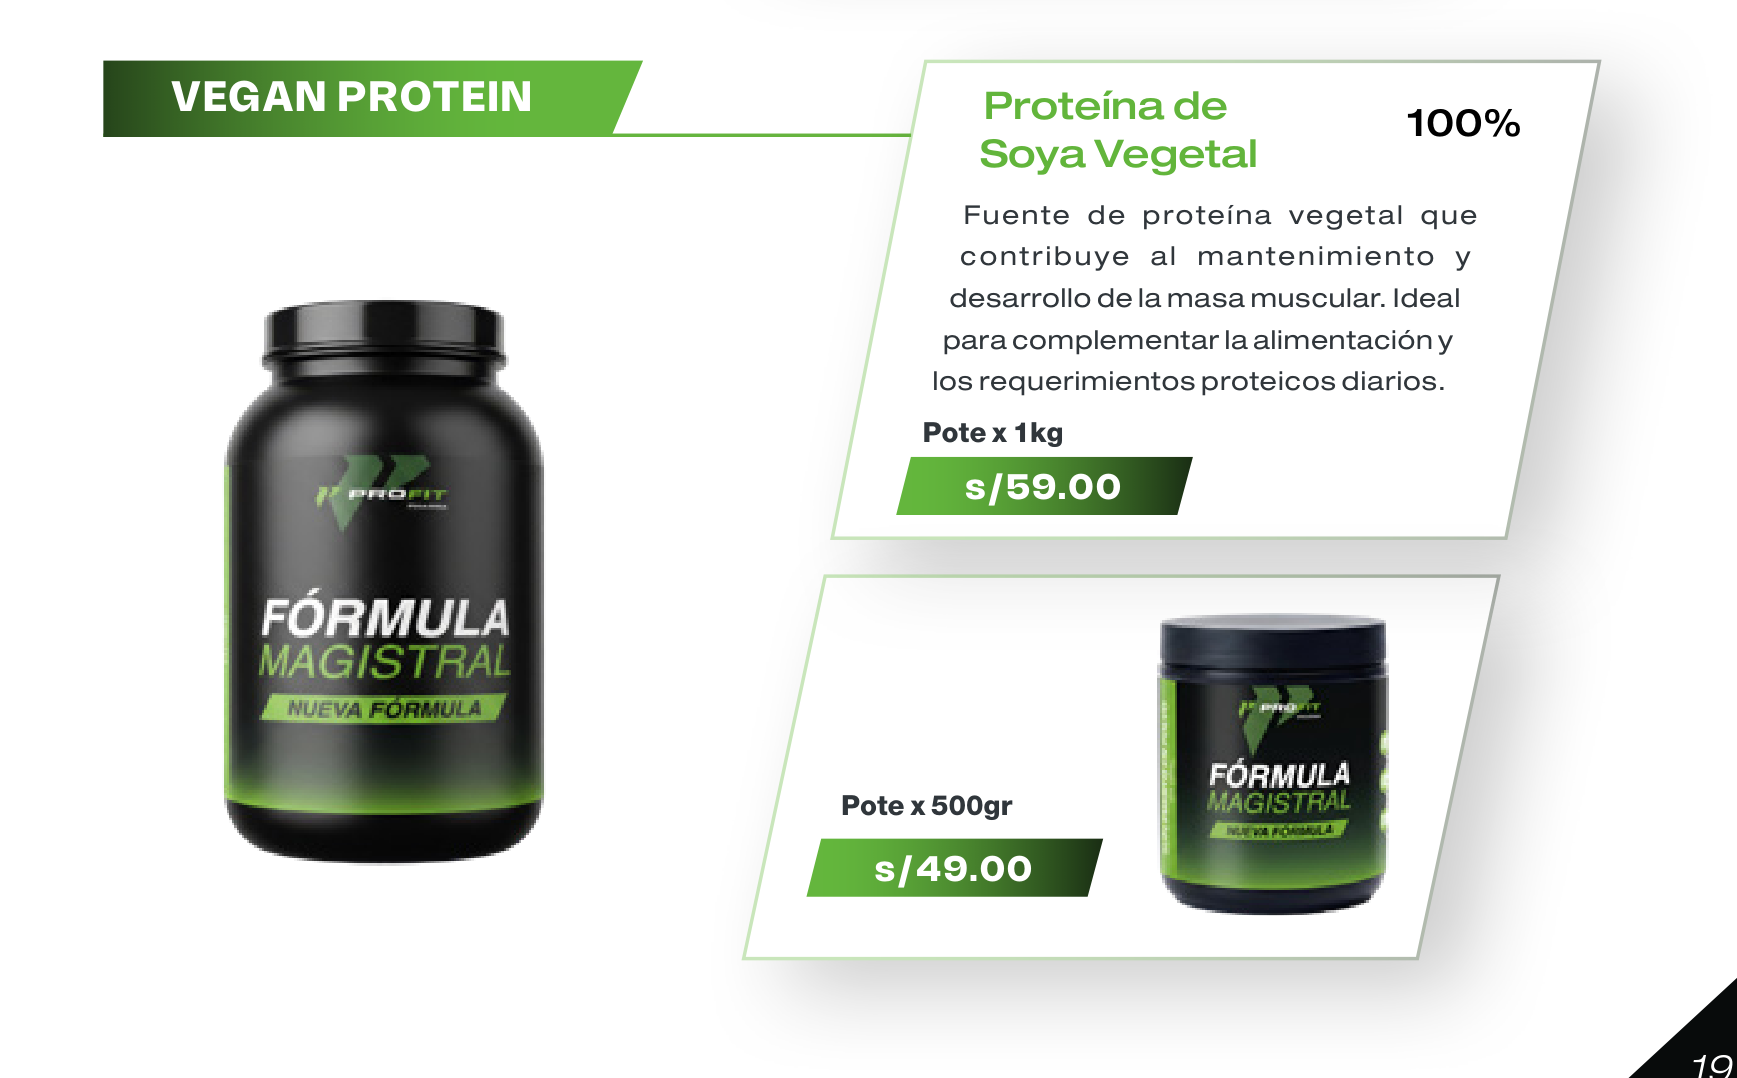 VEGAN PROTEIN
Proteína de
Soya Vegetal
100%
Fuente de proteína vegetal que
contribuye al mantenimiento y
desarrollo de la masa muscular. Ideal
para complementar la alimentación y
los requerimientos proteicos diarios.
Pote x 1kg
s/59.00
PROFIT
FÓRMULA
MAGISTRAL
NUEVA FÓRMULA
Pote x 500gr
s/49.00
PROFIT
FÓRMULA
MAGISTRAL
NUEVA FÓRMULA
19